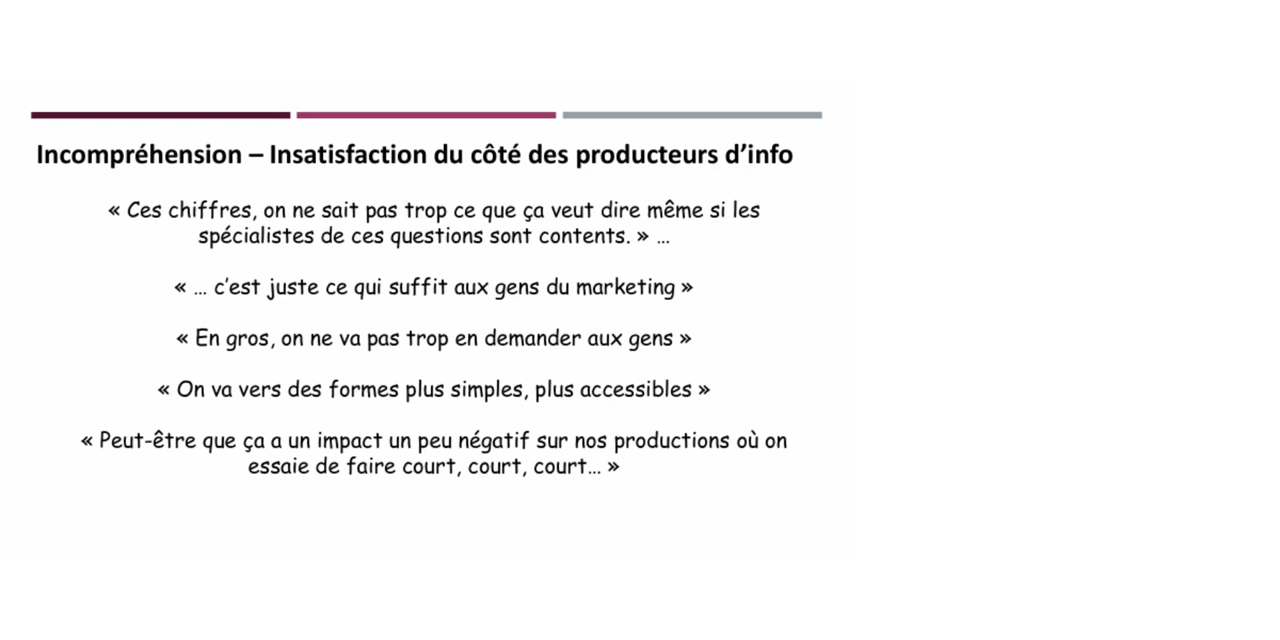 Incompréhension – Insatisfaction du côté des producteurs d’info
« Ces chiffres, on ne sait pas trop ce que ça veut dire même si les
spécialistes de ces questions sont contents. » …
« … c’est juste ce qui suffit aux gens du marketing »
« En gros, on ne va pas trop en demander aux gens »
« On va vers des formes plus simples, plus accessibles »
« Peut-être que ça a un impact un peu négatif sur nos productions où on
essaie de faire court, court, court… »